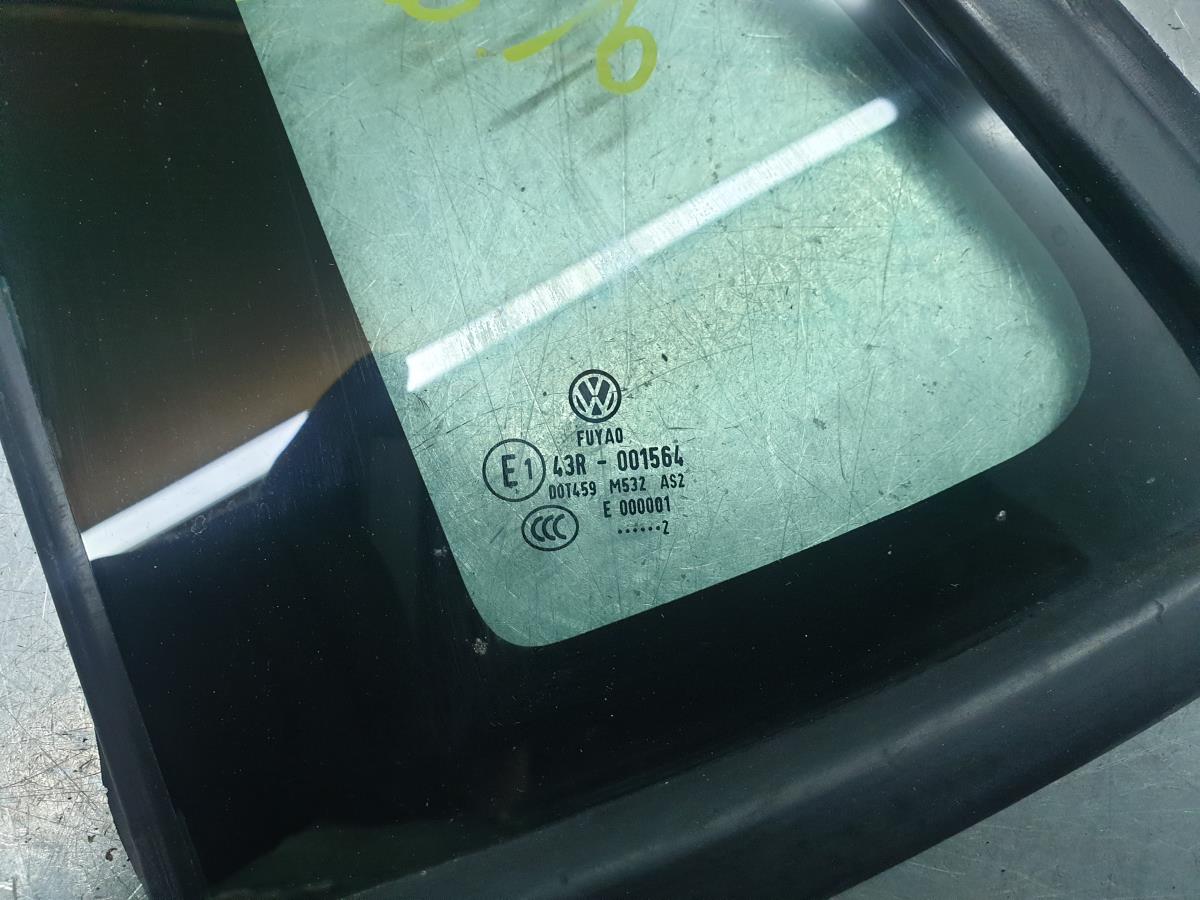 FUYAO
E1 43R - 001564
DOT459 M532 AS2
E 000001
CCC ......2